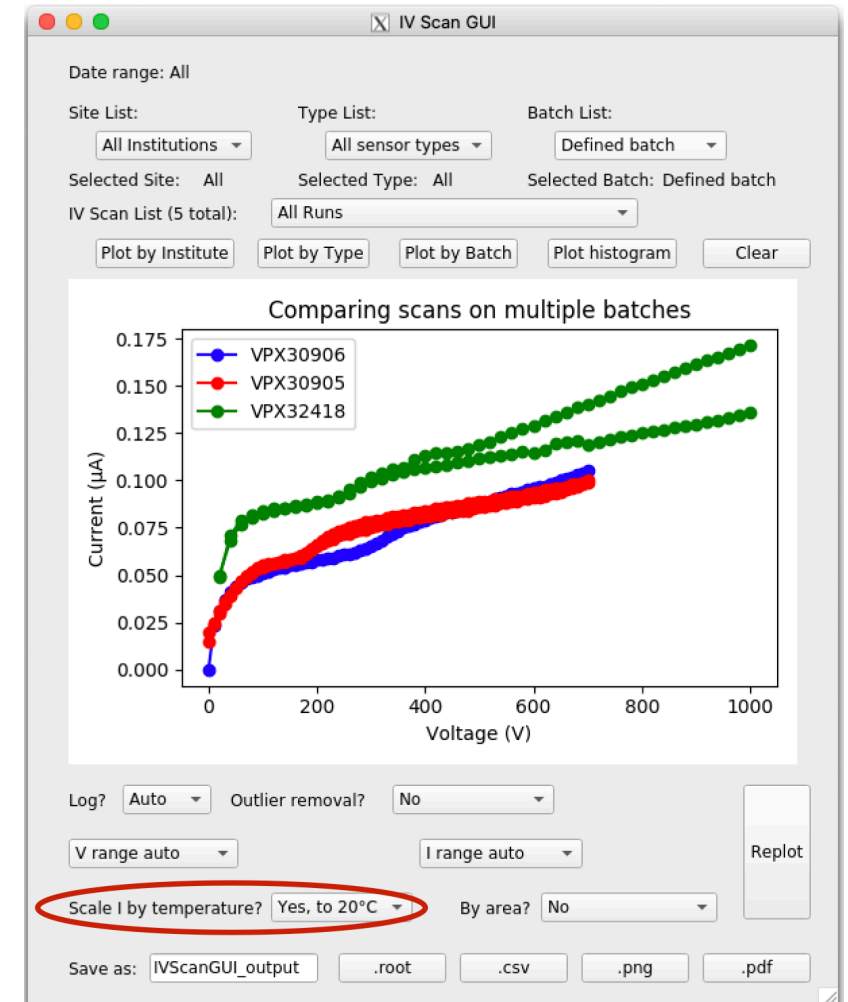 X IV Scan GUI
Date range: All
Site List: Type List: Batch List:
All Institutions All sensor types Defined batch
Selected Site: All Selected Type: All Selected Batch: Defined batch
IV Scan List (5 total): All Runs
Plot by Institute Plot by Type Plot by Batch Plot histogram Clear
Comparing scans on multiple batches
0.175
0.150
0.125
0.100
0.075
0.050
0.025
0.000
Current (µA)
VPX30906
VPX30905
VPX32418
0 200 400 600 800 1000
Voltage (V)
Log? Auto Outlier removal? No
V range auto I range auto Replot
Scale I by temperature? Yes, to 20°C By area? No
Save as: IVScanGUI_output .root .csv .png .pdf